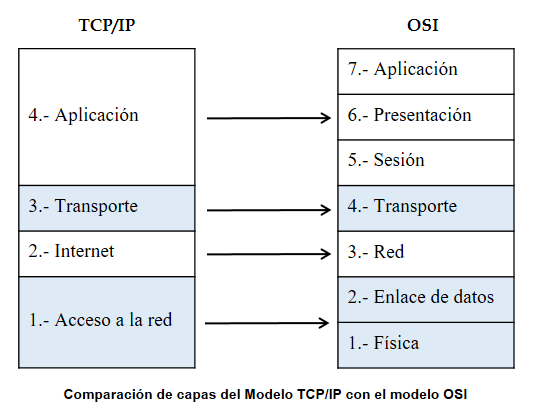 TCP/IP
OSI
4.- Aplicación
3.- Transporte
2.- Internet
1.- Acceso a la red
7.- Aplicación
6.- Presentación
5.- Sesión
4.- Transporte
3.- Red
2.- Enlace de datos
1.- Física
Comparación de capas del Modelo TCP/IP con el modelo OSI